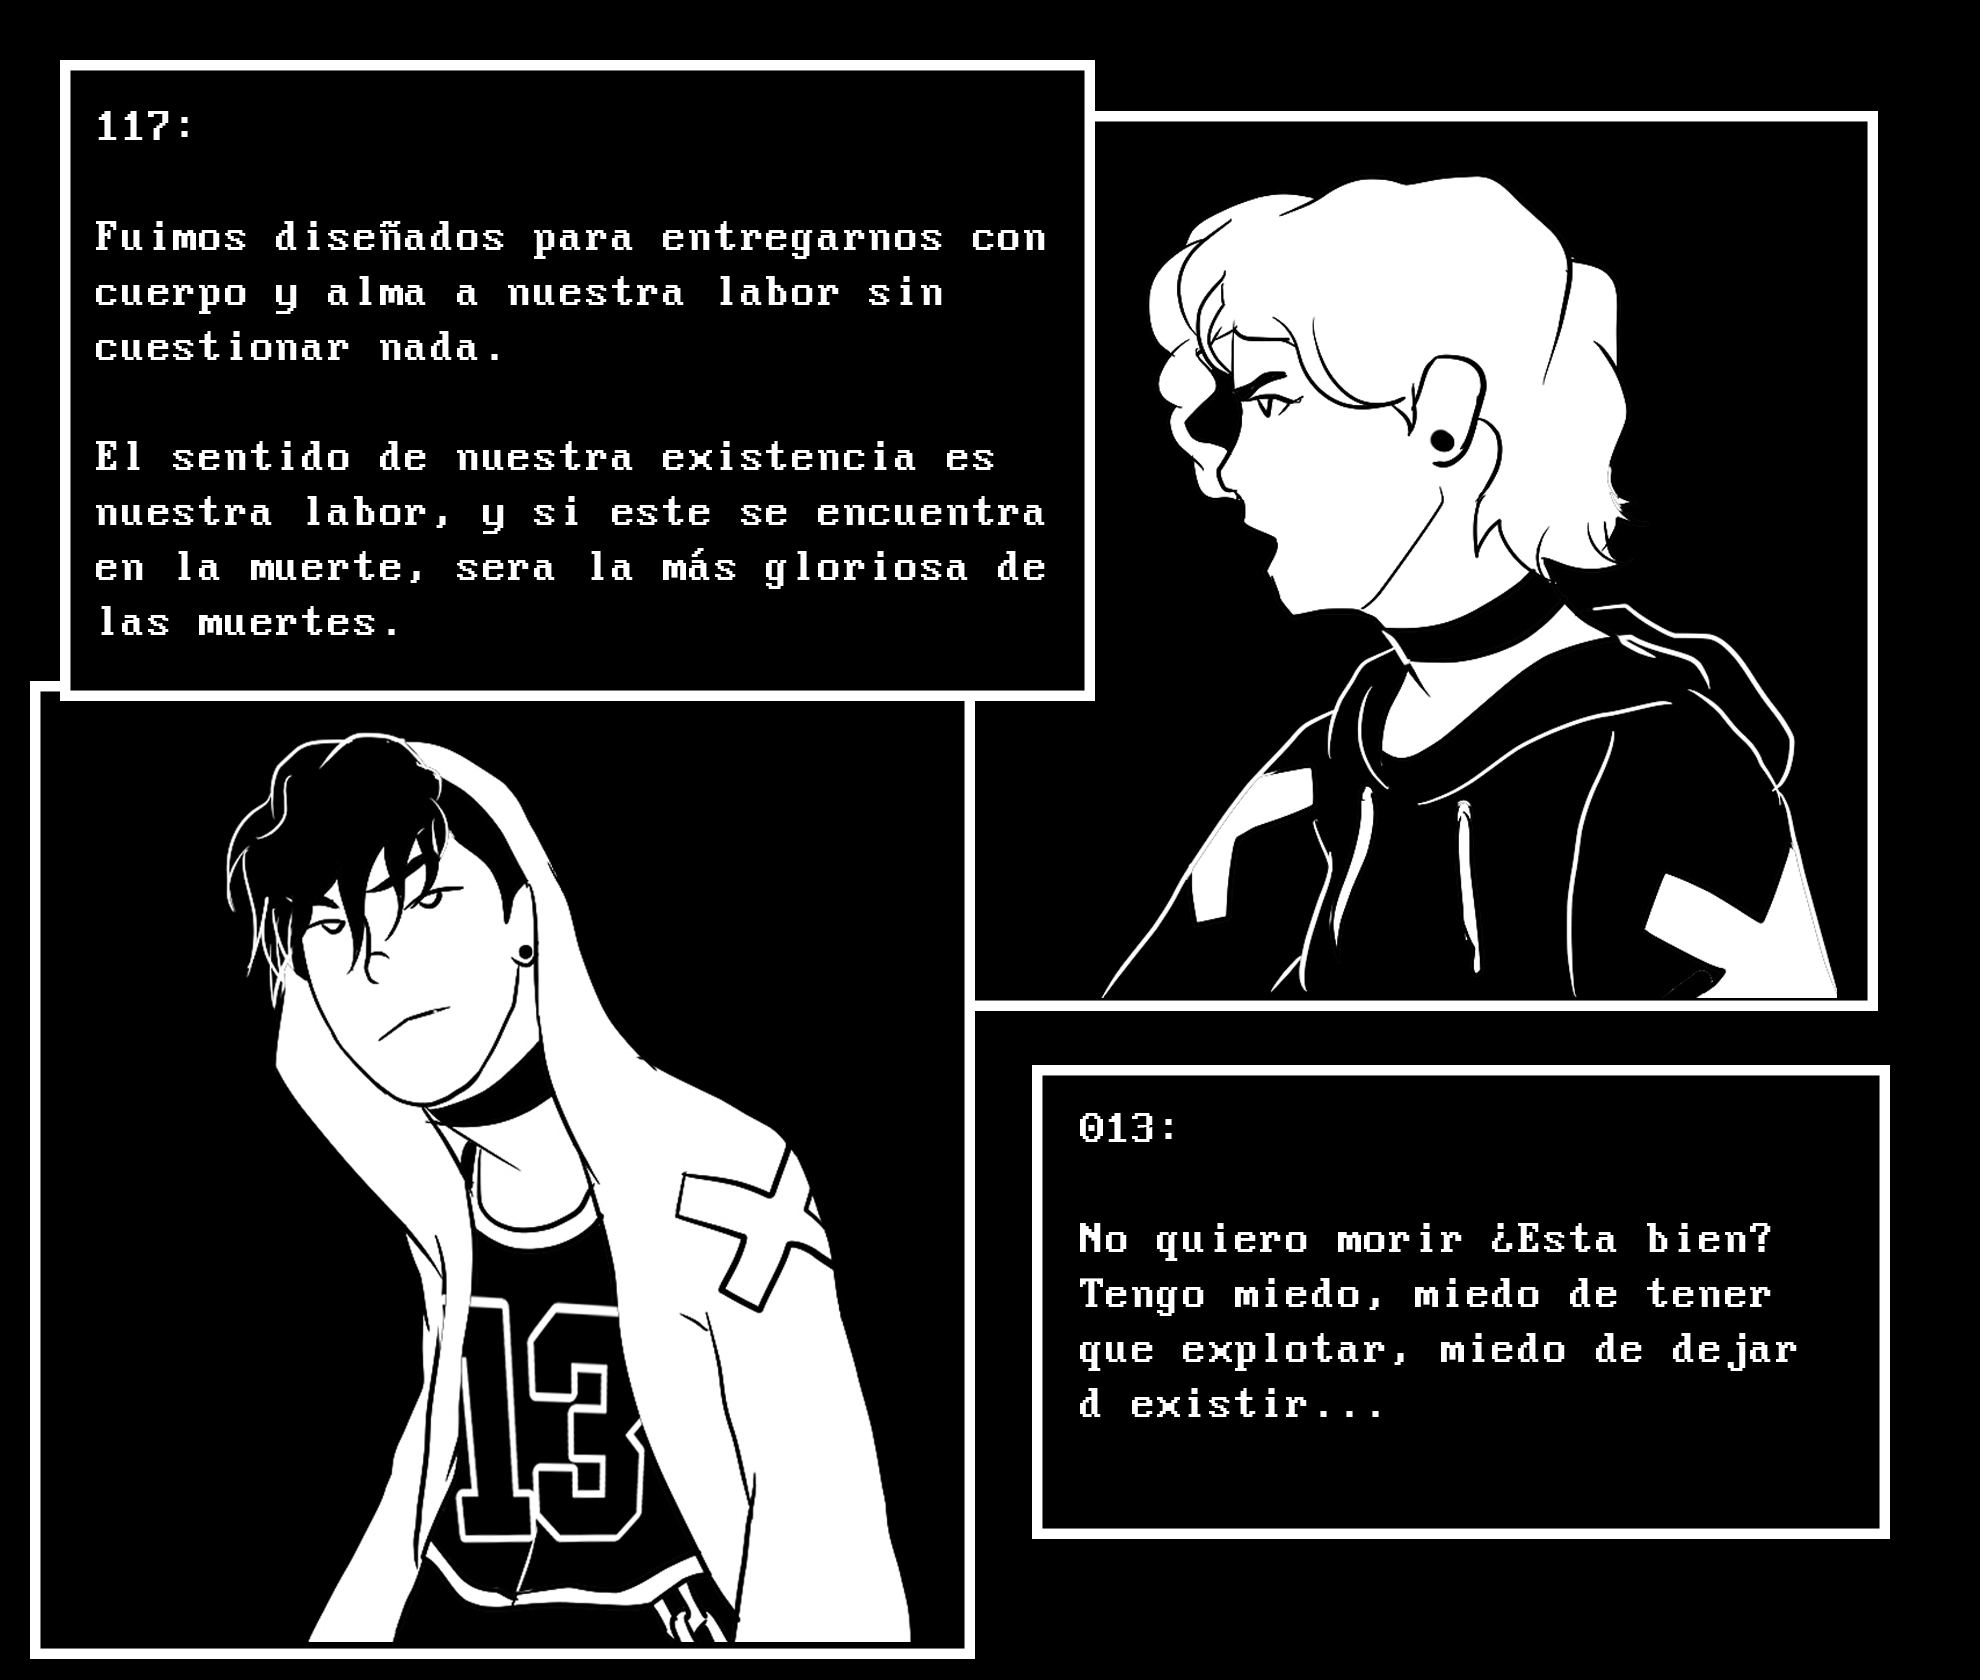 117:
Fuimos diseñados para entregarnos con
cuerpo y alma a nuestra labor sin
cuestionar nada.
El sentido de nuestra existencia es
nuestra labor, y si este se encuentra
en la muerte, sera la más gloriosa de
las muertes.
13
013:
No quiero morir ¿Esta bien?
Tengo miedo, miedo de tener
que explotar, miedo de dejar
d existir...